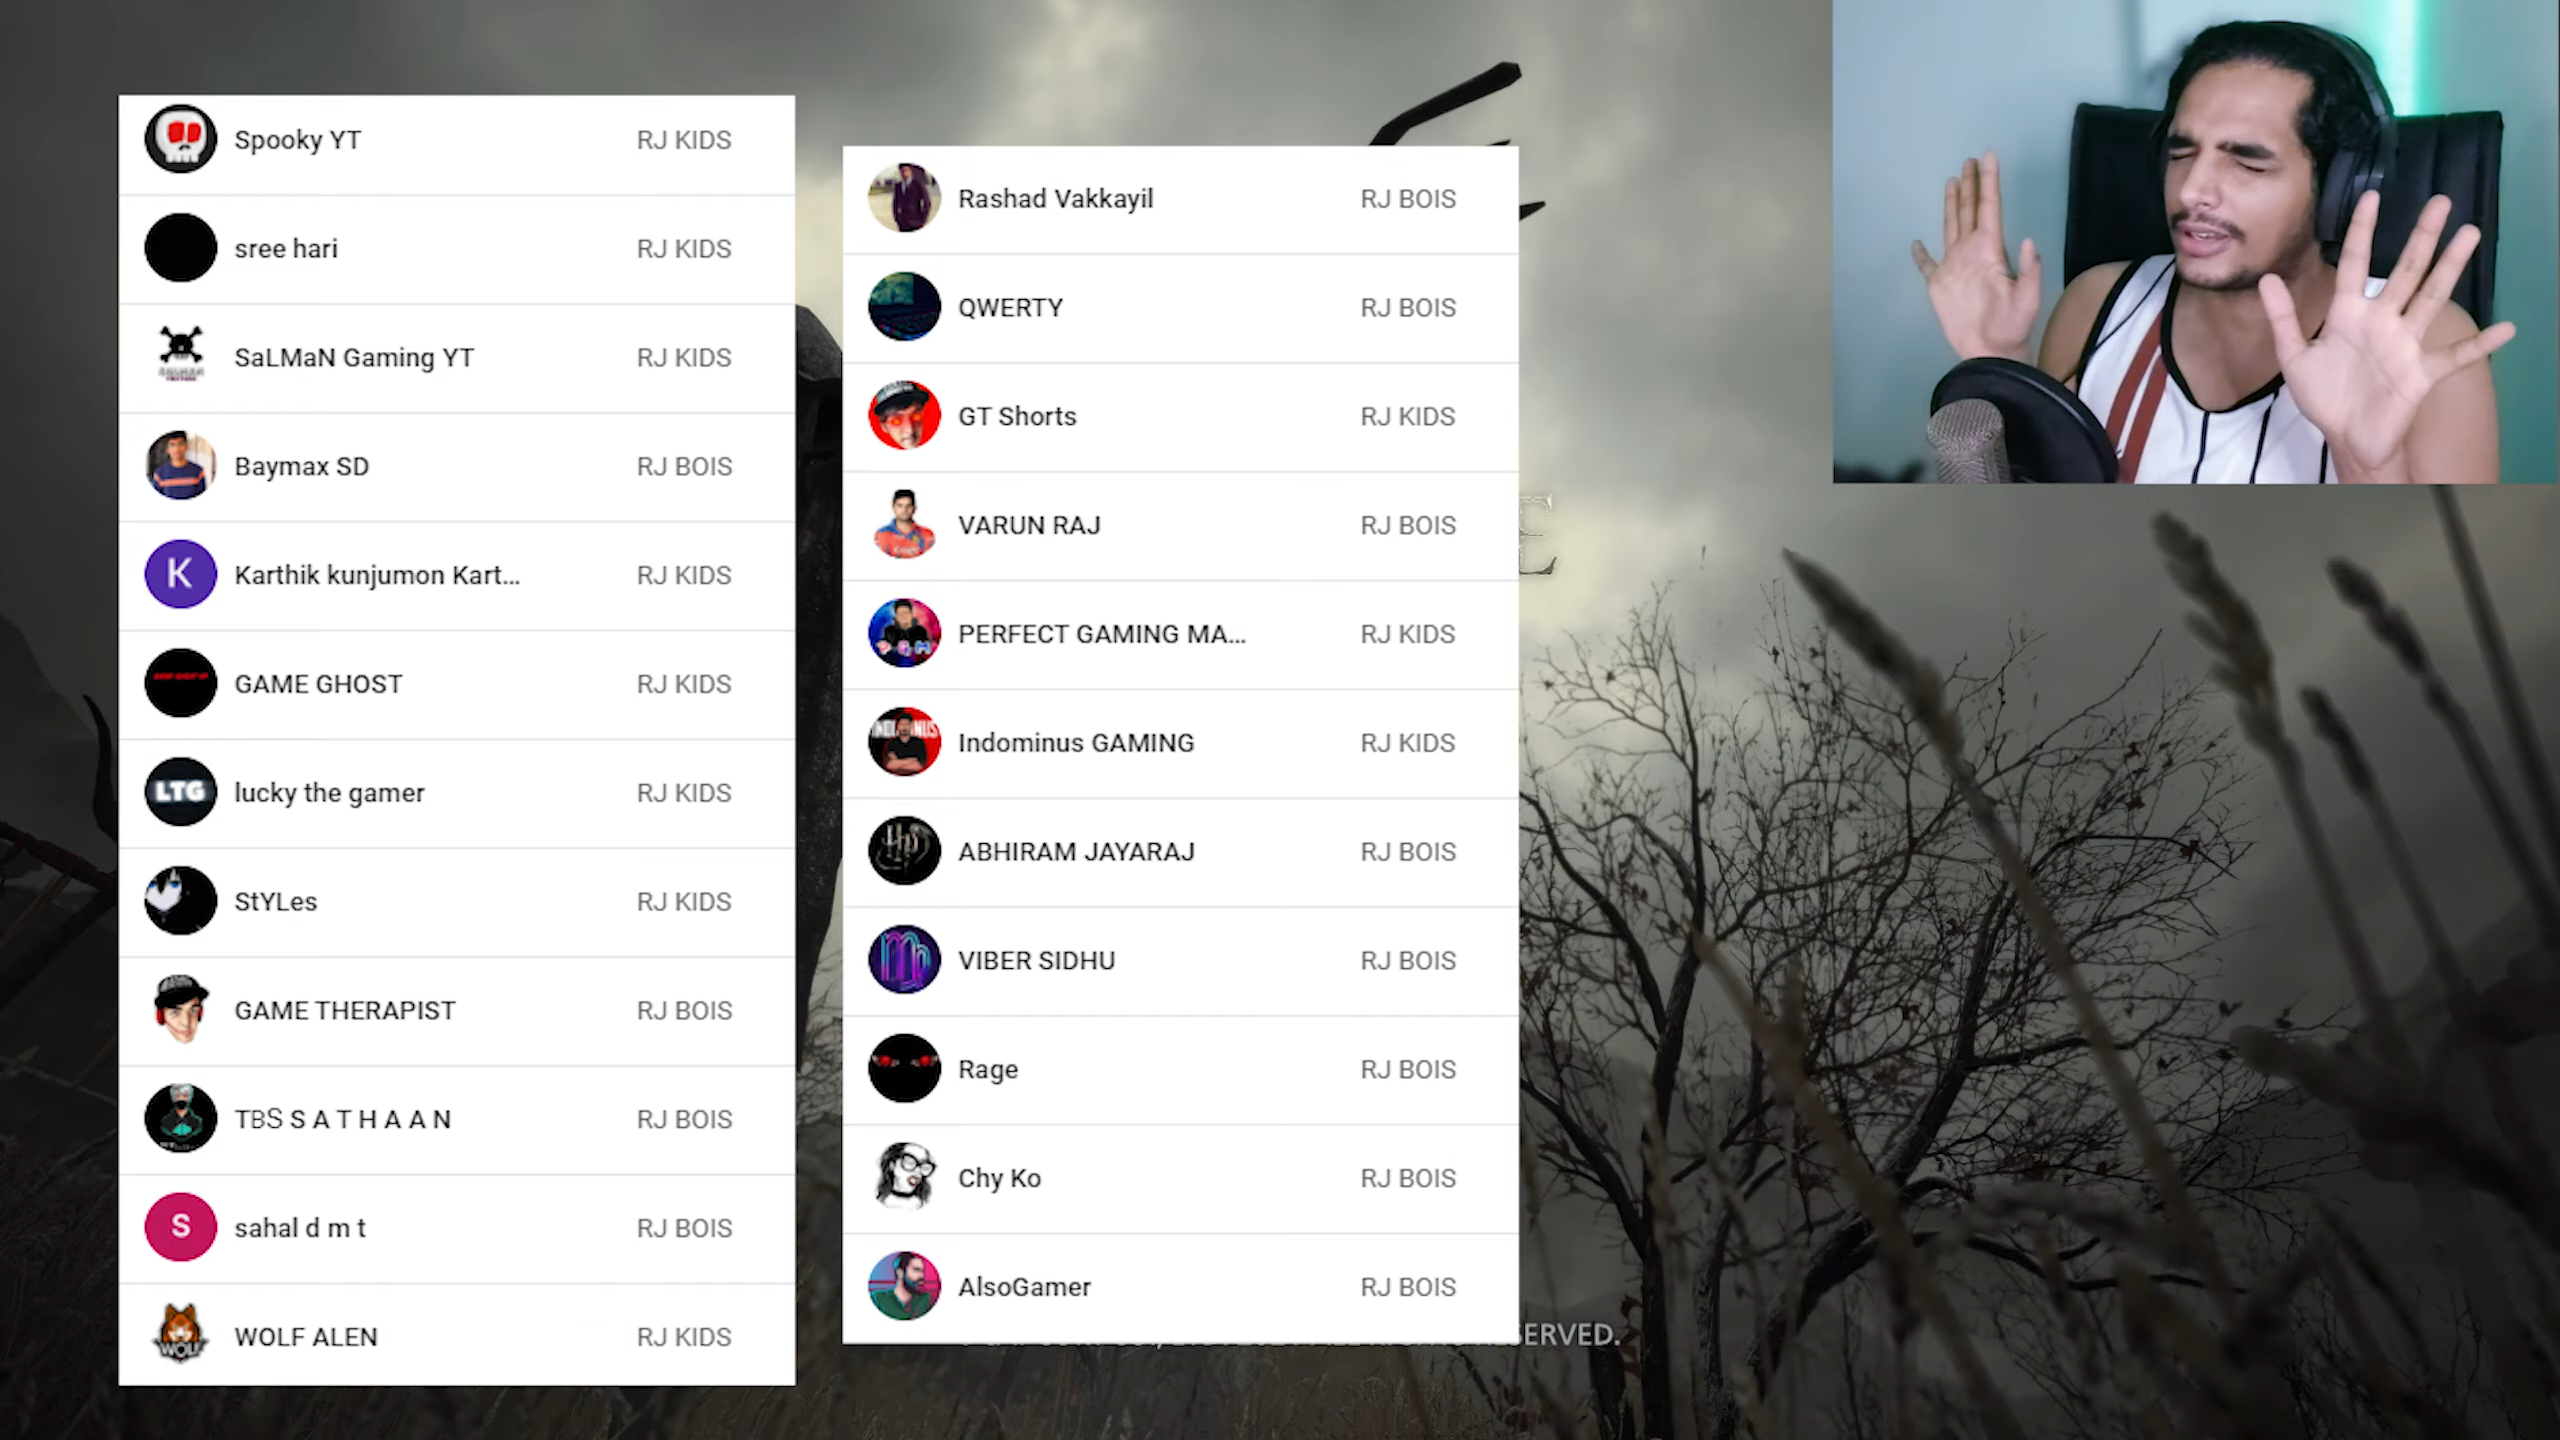 Spooky YT RJ KIDS
sree hari RJ KIDS
SaLMaN Gaming YT RJ KIDS
Baymax SD RJ BOIS
K Karthik kunjumon Kart... RJ KIDS
GAME GHOST RJ KIDS
LTG lucky the gamer RJ KIDS
StYLes RJ KIDS
GAME THERAPIST RJ BOIS
TBS S A T H A A N RJ BOIS
S sahal d m t RJ BOIS
WOLF WOLF ALEN RJ KIDS
Rashad Vakkayil RJ BOIS
QWERTY RJ BOIS
GT Shorts RJ KIDS
VARUN RAJ RJ BOIS
PERFECT GAMING MA... RJ KIDS
Indominus GAMING RJ KIDS
ABHIRAM JAYARAJ RJ BOIS
VIBER SIDHU RJ BOIS
Rage RJ BOIS
Chy Ko RJ BOIS
AlsoGamer RJ BOIS
SERVED.